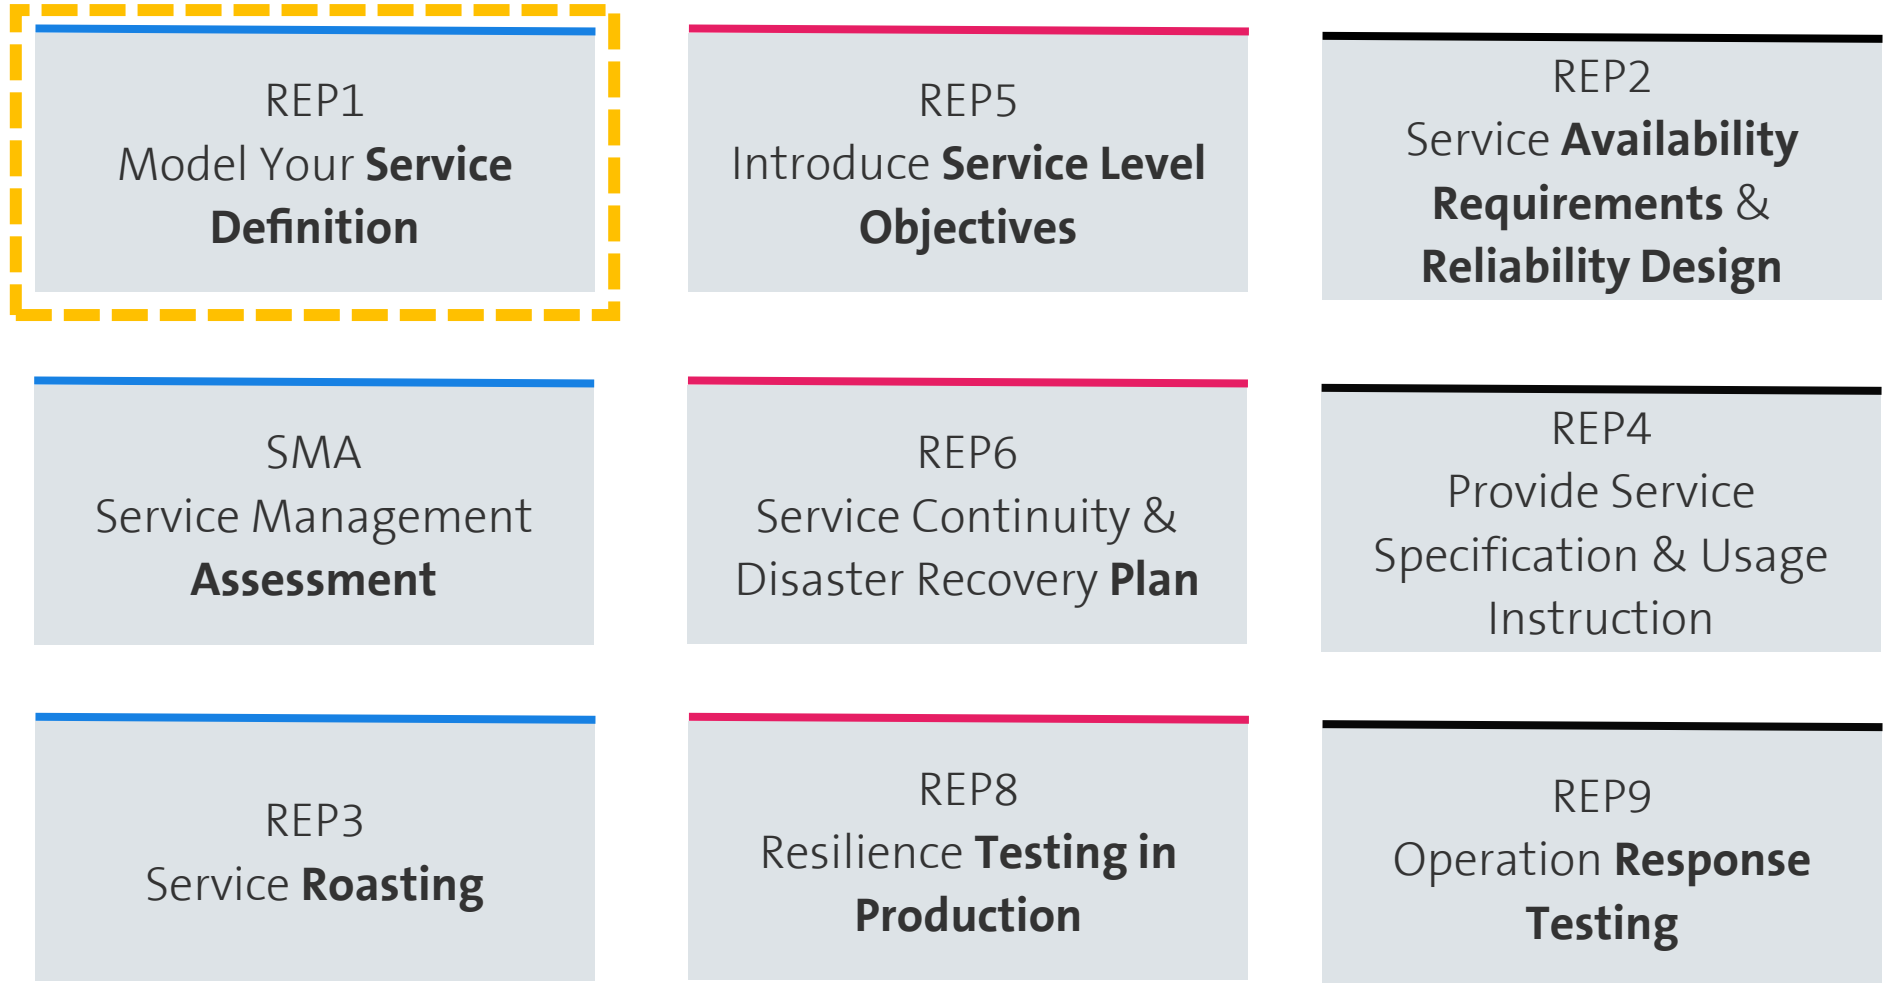 REP1
Model Your Service
Definition
REP5
Introduce Service Level
Objectives
REP2
Service Availability
Requirements &
Reliability Design
SMA
Service Management
Assessment
REP6
Service Continuity &
Disaster Recovery Plan
REP4
Provide Service
Specification & Usage
Instruction
REP3
Service Roasting
REP8
Resilience Testing in
Production
REP9
Operation Response
Testing